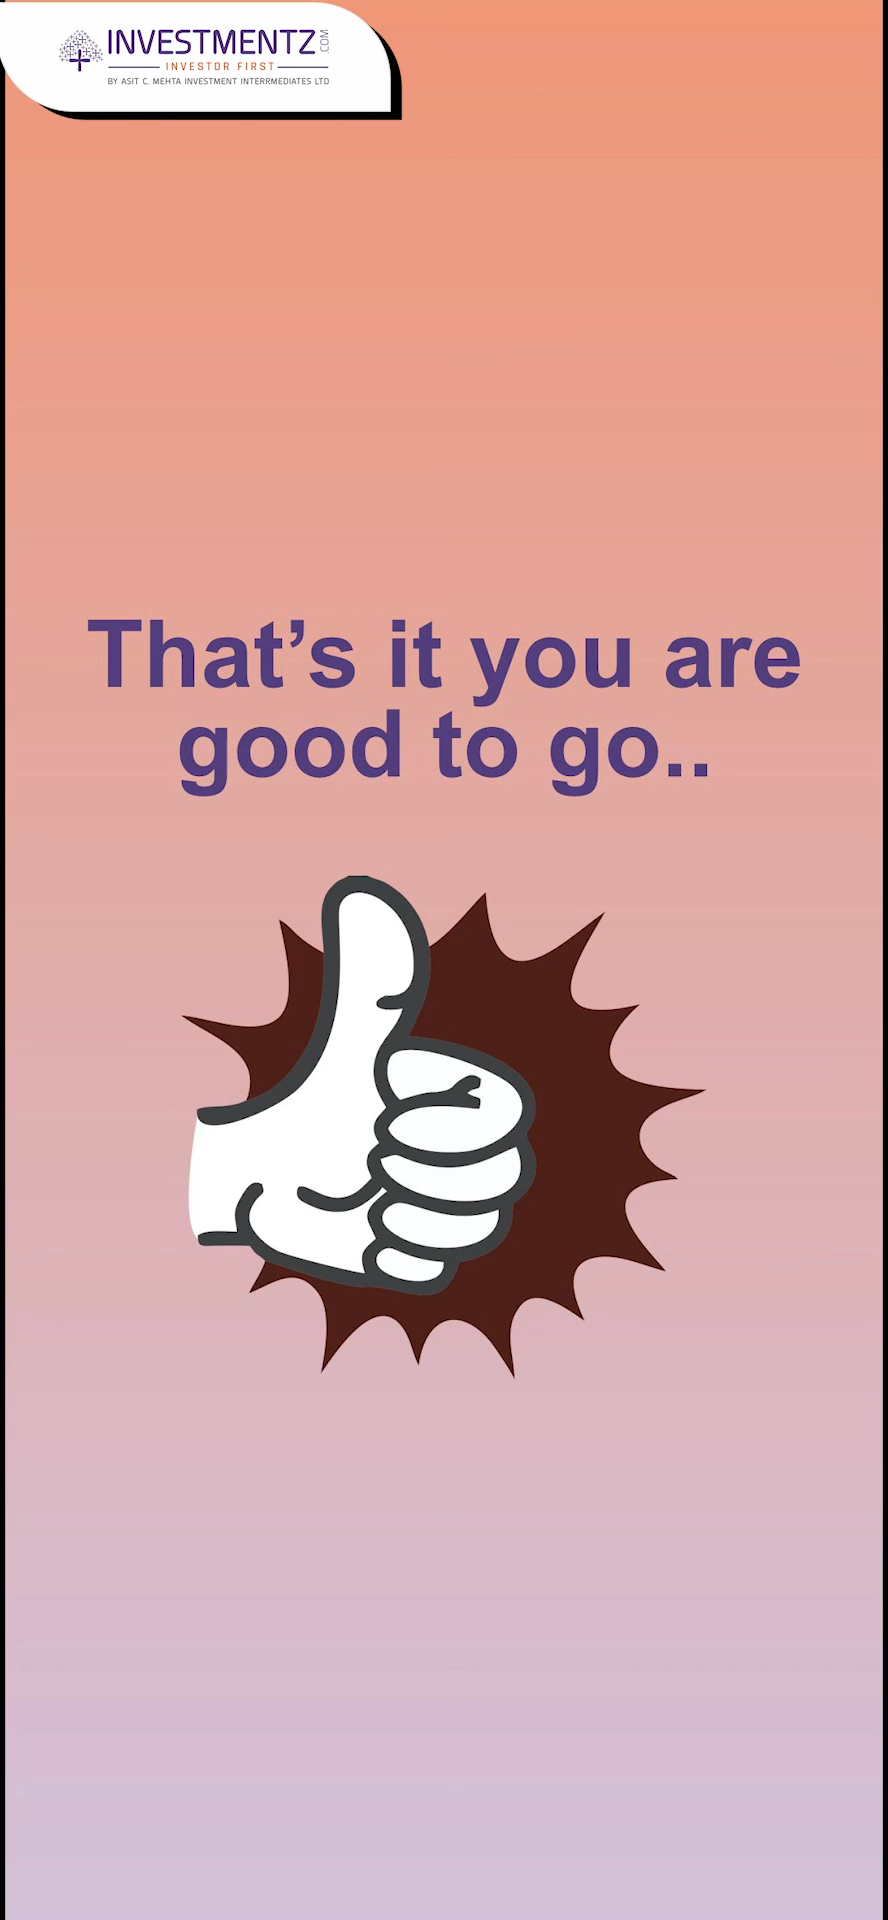 INVESTMENTZ.COM
INVESTOR FIRST
BY ASIT C. MEHTA INVESTMENT INTERRMEDIATES LTD
That’s it you are
good to go..